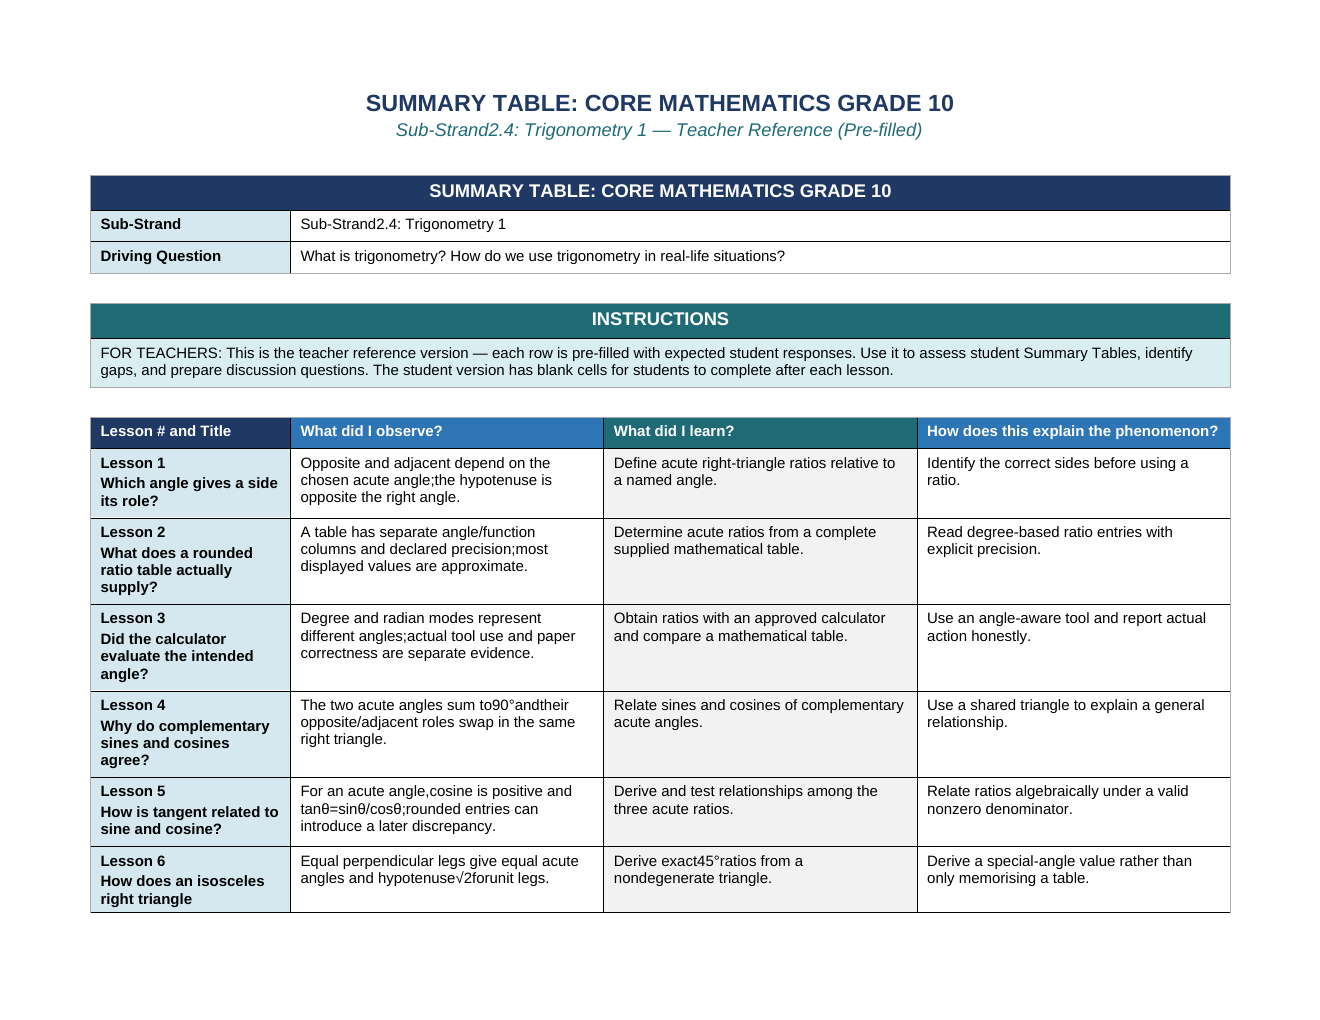 SUMMARY TABLE: CORE MATHEMATICS GRADE 10
Sub-Strand2.4: Trigonometry 1 — Teacher Reference (Pre-filled)
SUMMARY TABLE: CORE MATHEMATICS GRADE 10
Sub-Strand
Sub-Strand2.4: Trigonometry 1
Driving Question
What is trigonometry? How do we use trigonometry in real-life situations?
INSTRUCTIONS
FOR TEACHERS: This is the teacher reference version — each row is pre-filled with expected student responses. Use it to assess student Summary Tables, identify
gaps, and prepare discussion questions. The student version has blank cells for students to complete after each lesson.
Lesson # and Title
What did I observe?
What did I learn?
How does this explain the phenomenon?
Lesson 1
Which angle gives a side
its role?
Opposite and adjacent depend on the
chosen acute angle;the hypotenuse is
opposite the right angle.
Define acute right-triangle ratios relative to
a named angle.
Identify the correct sides before using a
ratio.
Lesson 2
What does a rounded
ratio table actually
supply?
A table has separate angle/function
columns and declared precision;most
displayed values are approximate.
Determine acute ratios from a complete
supplied mathematical table.
Read degree-based ratio entries with
explicit precision.
Lesson 3
Did the calculator
evaluate the intended
angle?
Degree and radian modes represent
different angles;actual tool use and paper
correctness are separate evidence.
Obtain ratios with an approved calculator
and compare a mathematical table.
Use an angle-aware tool and report actual
action honestly.
Lesson 4
Why do complementary
sines and cosines
agree?
The two acute angles sum to90°andtheir
opposite/adjacent roles swap in the same
right triangle.
Relate sines and cosines of complementary
acute angles.
Use a shared triangle to explain a general
relationship.
Lesson 5
How is tangent related to
sine and cosine?
For an acute angle,cosine is positive and
tanθ=sinθ/cosθ;rounded entries can
introduce a later discrepancy.
Derive and test relationships among the
three acute ratios.
Relate ratios algebraically under a valid
nonzero denominator.
Lesson 6
How does an isosceles
right triangle
Equal perpendicular legs give equal acute
angles and hypotenuse√2forunit legs.
Derive exact45°ratios from a
nondegenerate triangle.
Derive a special-angle value rather than
only memorising a table.